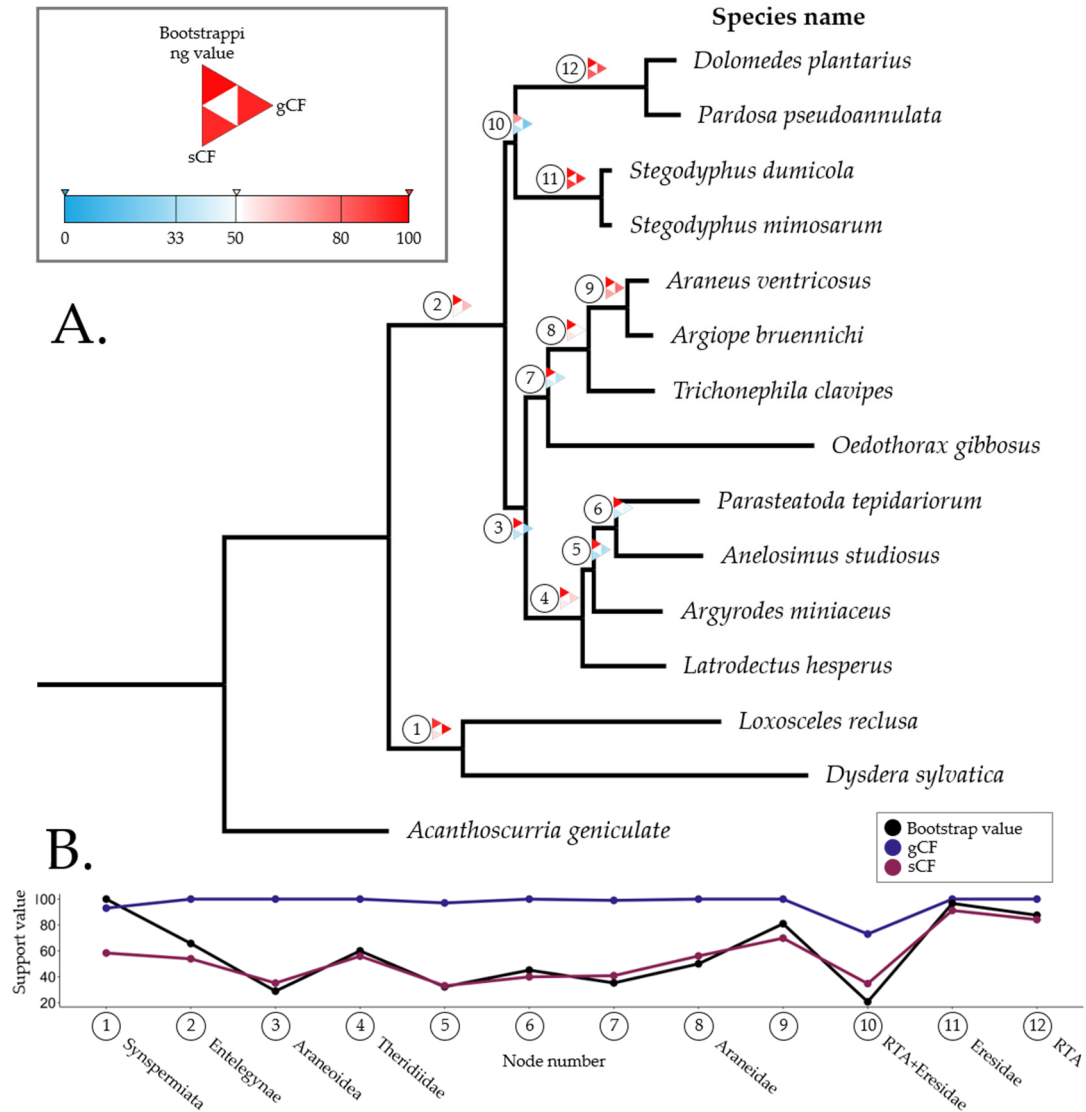 Species name
Bootstrappi
ng value
gCF
sCF
0 33 50 80 100
A.
12
Dolomedes plantarius
Pardosa pseudoannulata
10
11
Stegodyphus dumicola
Stegodyphus mimosarum
2
9
Araneus ventricosus
8
Argiope bruennichi
7
Trichonephila clavipes
Oedothorax gibbosus
6
Parasteatoda tepidariorum
3
5
Anelosimus studiosus
4
Argyrodes miniaceus
Latrodectus hesperus
1
Loxosceles reclusa
Dysdera sylvatica
Acanthoscurria geniculate
B.
Bootstrap value
gCF
sCF
Support value
100
80
60
40
20
1 2 3 4 5 6 7 8 9 10 11 12
Synspermiata
Entelegynae
Araneoidea
Theridiidae
Node number
Araneidae
RTA+Eresidae
Eresidae
RTA